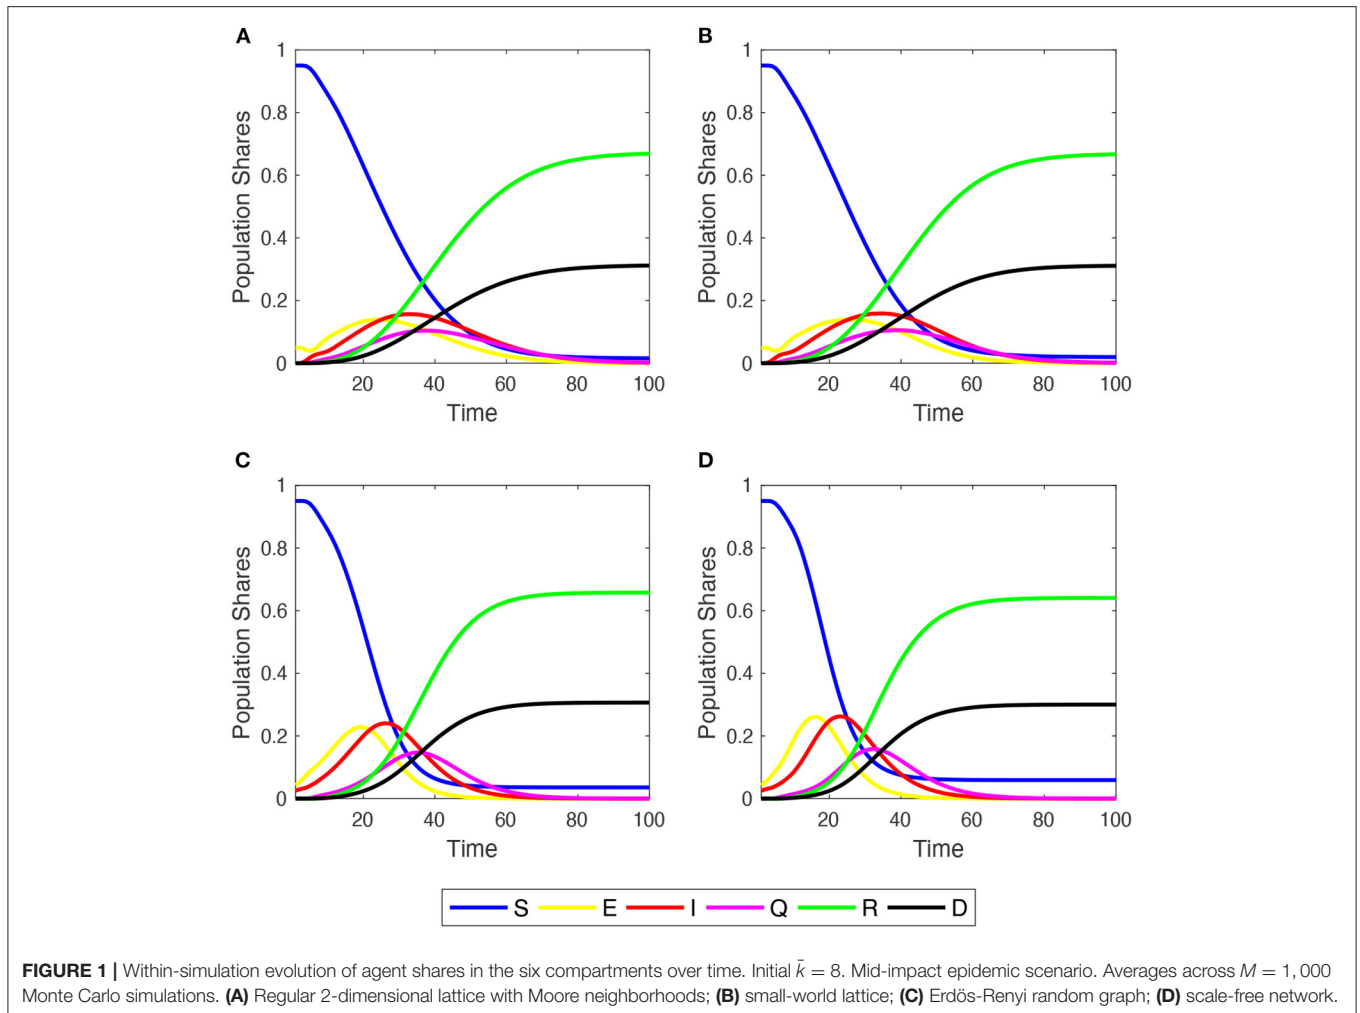 A
B
1
0.8
0.6
0.4
0.2
0
20
40
60
80
100
Population Shares
Time
1
0.8
0.6
0.4
0.2
0
20
40
60
80
100
Population Shares
Time
C
D
1
0.8
0.6
0.4
0.2
0
20
40
60
80
100
Population Shares
Time
1
0.8
0.6
0.4
0.2
0
20
40
60
80
100
Population Shares
Time
S E I Q R D
FIGURE 1 | Within-simulation evolution of agent shares in the six compartments over time. Initial k̄ = 8. Mid-impact epidemic scenario. Averages across M = 1, 000
Monte Carlo simulations. (A) Regular 2-dimensional lattice with Moore neighborhoods; (B) small-world lattice; (C) Erdös-Renyi random graph; (D) scale-free network.